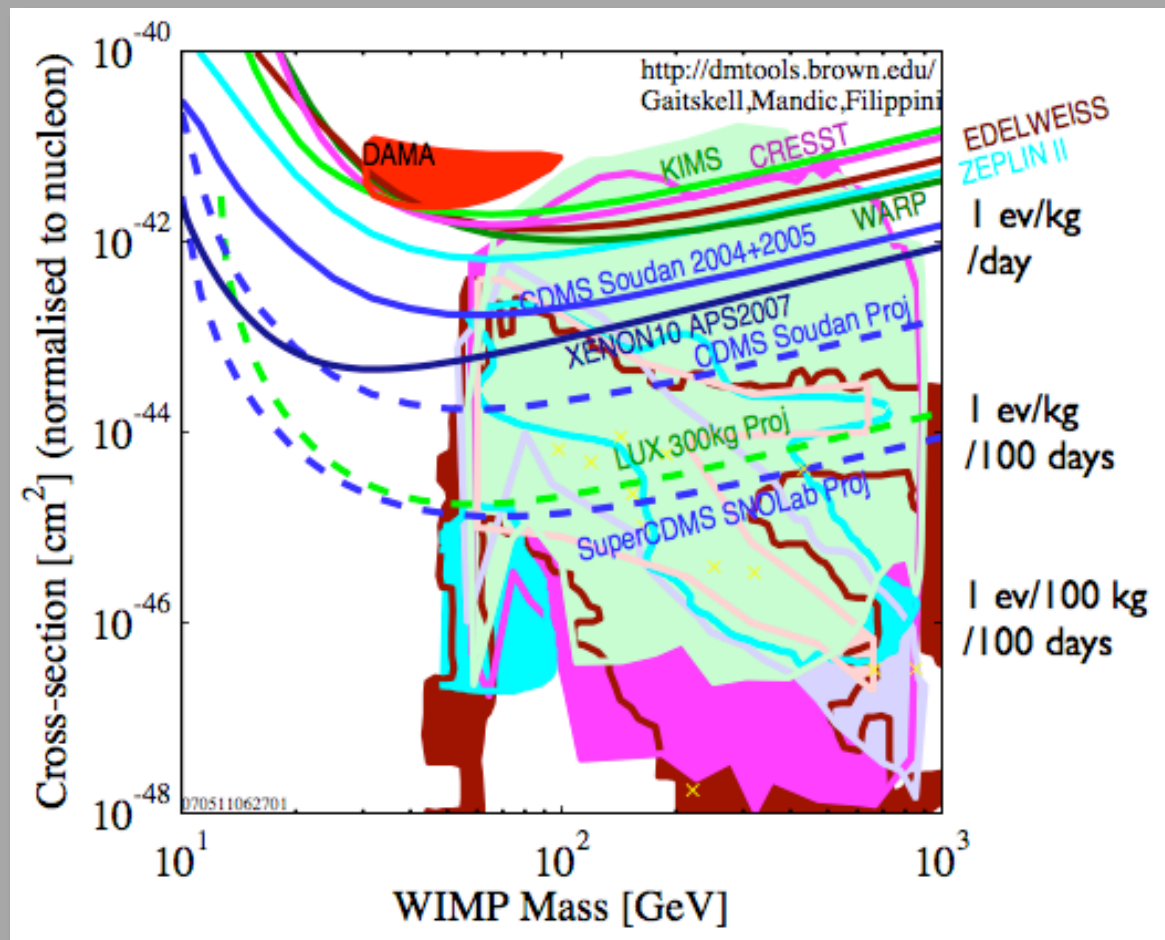 http://dmtools.brown.edu/
Gaitskell,Mandic,Filippini
10^-40
10^-42
10^-44
10^-46
10^-48
Cross-section [cm^2] (normalised to nucleon)
DAMA
KIMS
CRESST
EDELWEISS
ZEPLIN II
WARP
1 ev/kg
/day
CDMS Soudan 2004+2005
XENON10 APS2007
CDMS Soudan Proj
LUX 300kg Proj
1 ev/kg
/100 days
SuperCDMS SNOLab Proj
1 ev/100 kg
/100 days
070511062701
10^1
10^2
10^3
WIMP Mass [GeV]